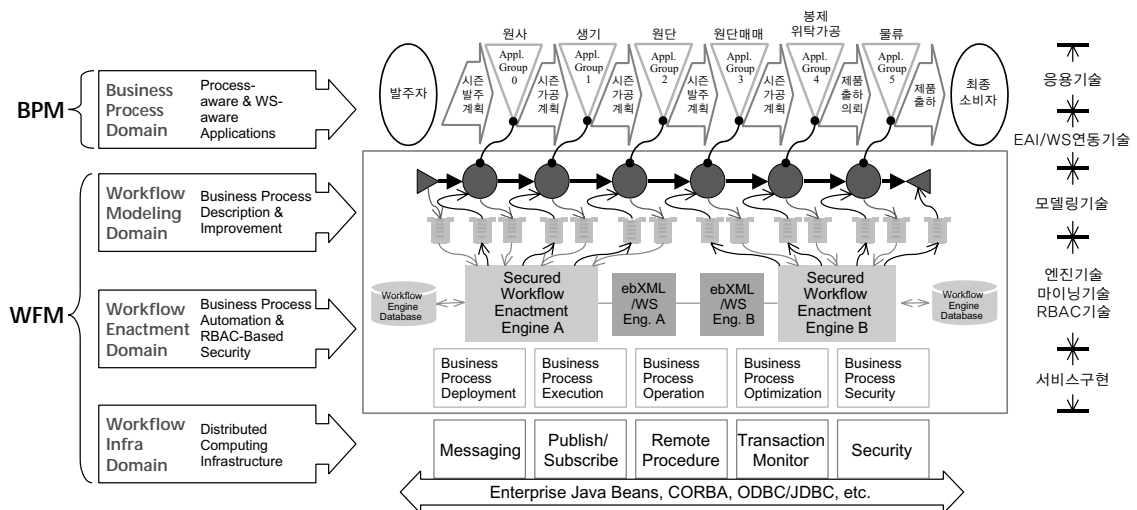 BPM
Business
Process
Domain
Process-
aware & WS-
aware
Applications
WFM
Workflow
Modeling
Domain
Business Process
Description &
Improvement
Workflow
Enactment
Domain
Business Process
Automation &
RBAC-Based
Security
Workflow
Infra
Domain
Distributed
Computing
Infrastructure
발주자
원사
생기
원단
원단매매
봉제
위탁가공
물류
Appl.
Group
0
Appl.
Group
1
Appl.
Group
2
Appl.
Group
3
Appl.
Group
4
Appl.
Group
5
시즌
발주
계획
시즌
가공
계획
시즌
가공
계획
시즌
발주
계획
시즌
가공
계획
제품
출하
의뢰
제품
출하
최종
소비자
Workflow
Engine
Database
Secured
Workflow
Enactment
Engine A
ebXML
/WS
Eng. A
ebXML
/WS
Eng. B
Secured
Workflow
Enactment
Engine B
Workflow
Engine
Database
Business
Process
Deployment
Business
Process
Execution
Business
Process
Operation
Business
Process
Optimization
Business
Process
Security
Messaging
Publish/
Subscribe
Remote
Procedure
Transaction
Monitor
Security
Enterprise Java Beans, CORBA, ODBC/JDBC, etc.
응용기술
EAI/WS연동기술
모델링기술
엔진기술
마이닝기술
RBAC기술
서비스구현